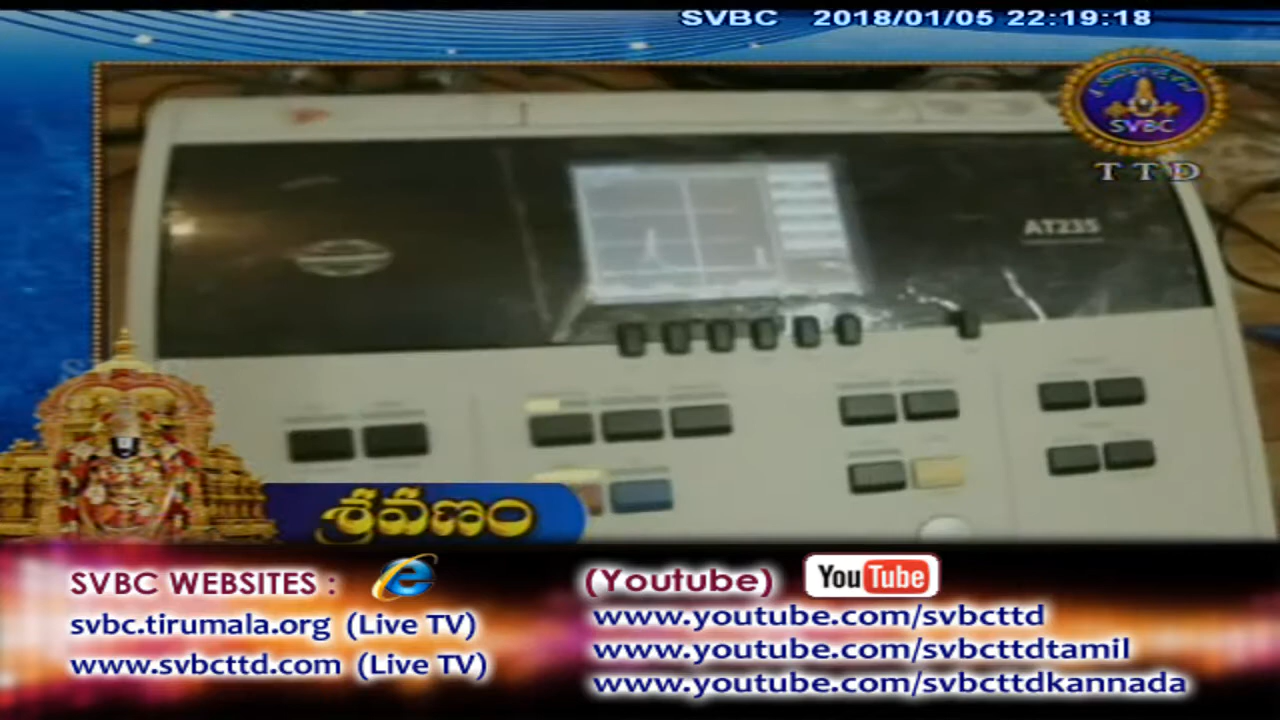 SVBC 2018/01/05 22:19:18
SVBC
TTD
AT235
శ్రవణం
SVBC WEBSITES :
svbc.tirumala.org (Live TV)
www.svbcttd.com (Live TV)
(Youtube) YouTube
www.youtube.com/svbcttd
www.youtube.com/svbcttdtamil
www.youtube.com/svbcttdkannada